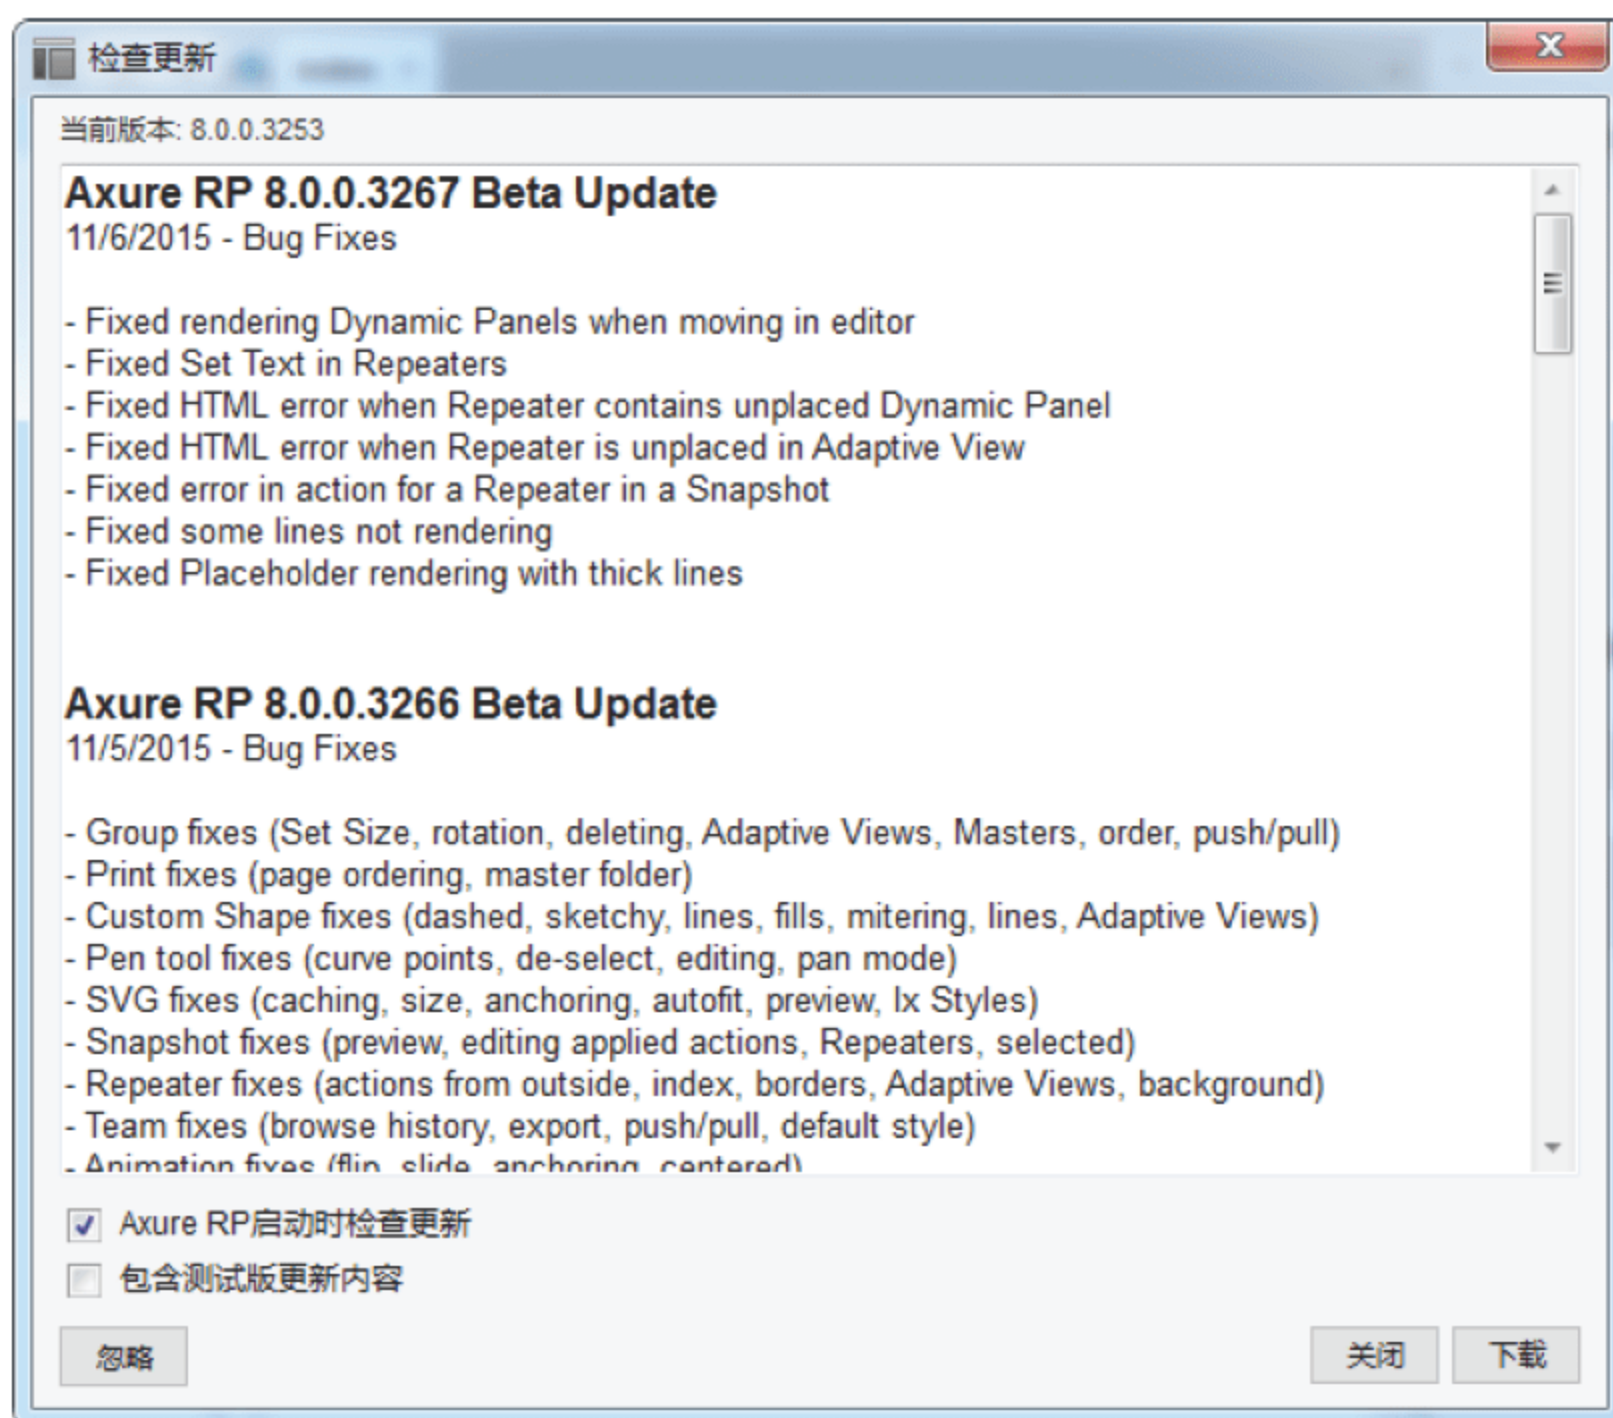 检查更新
当前版本: 8.0.0.3253
Axure RP 8.0.0.3267 Beta Update
11/6/2015 - Bug Fixes
- Fixed rendering Dynamic Panels when moving in editor
- Fixed Set Text in Repeaters
- Fixed HTML error when Repeater contains unplaced Dynamic Panel
- Fixed HTML error when Repeater is unplaced in Adaptive View
- Fixed error in action for a Repeater in a Snapshot
- Fixed some lines not rendering
- Fixed Placeholder rendering with thick lines
Axure RP 8.0.0.3266 Beta Update
11/5/2015 - Bug Fixes
- Group fixes (Set Size, rotation, deleting, Adaptive Views, Masters, order, push/pull)
- Print fixes (page ordering, master folder)
- Custom Shape fixes (dashed, sketchy, lines, fills, mitering, lines, Adaptive Views)
- Pen tool fixes (curve points, de-select, editing, pan mode)
- SVG fixes (caching, size, anchoring, autofit, preview, Ix Styles)
- Snapshot fixes (preview, editing applied actions, Repeaters, selected)
- Repeater fixes (actions from outside, index, borders, Adaptive Views, background)
- Team fixes (browse history, export, push/pull, default style)
- Animation fixes (flip, slide, anchoring, centered)
Axure RP启动时检查更新
包含测试版更新内容
忽略
关闭
下载